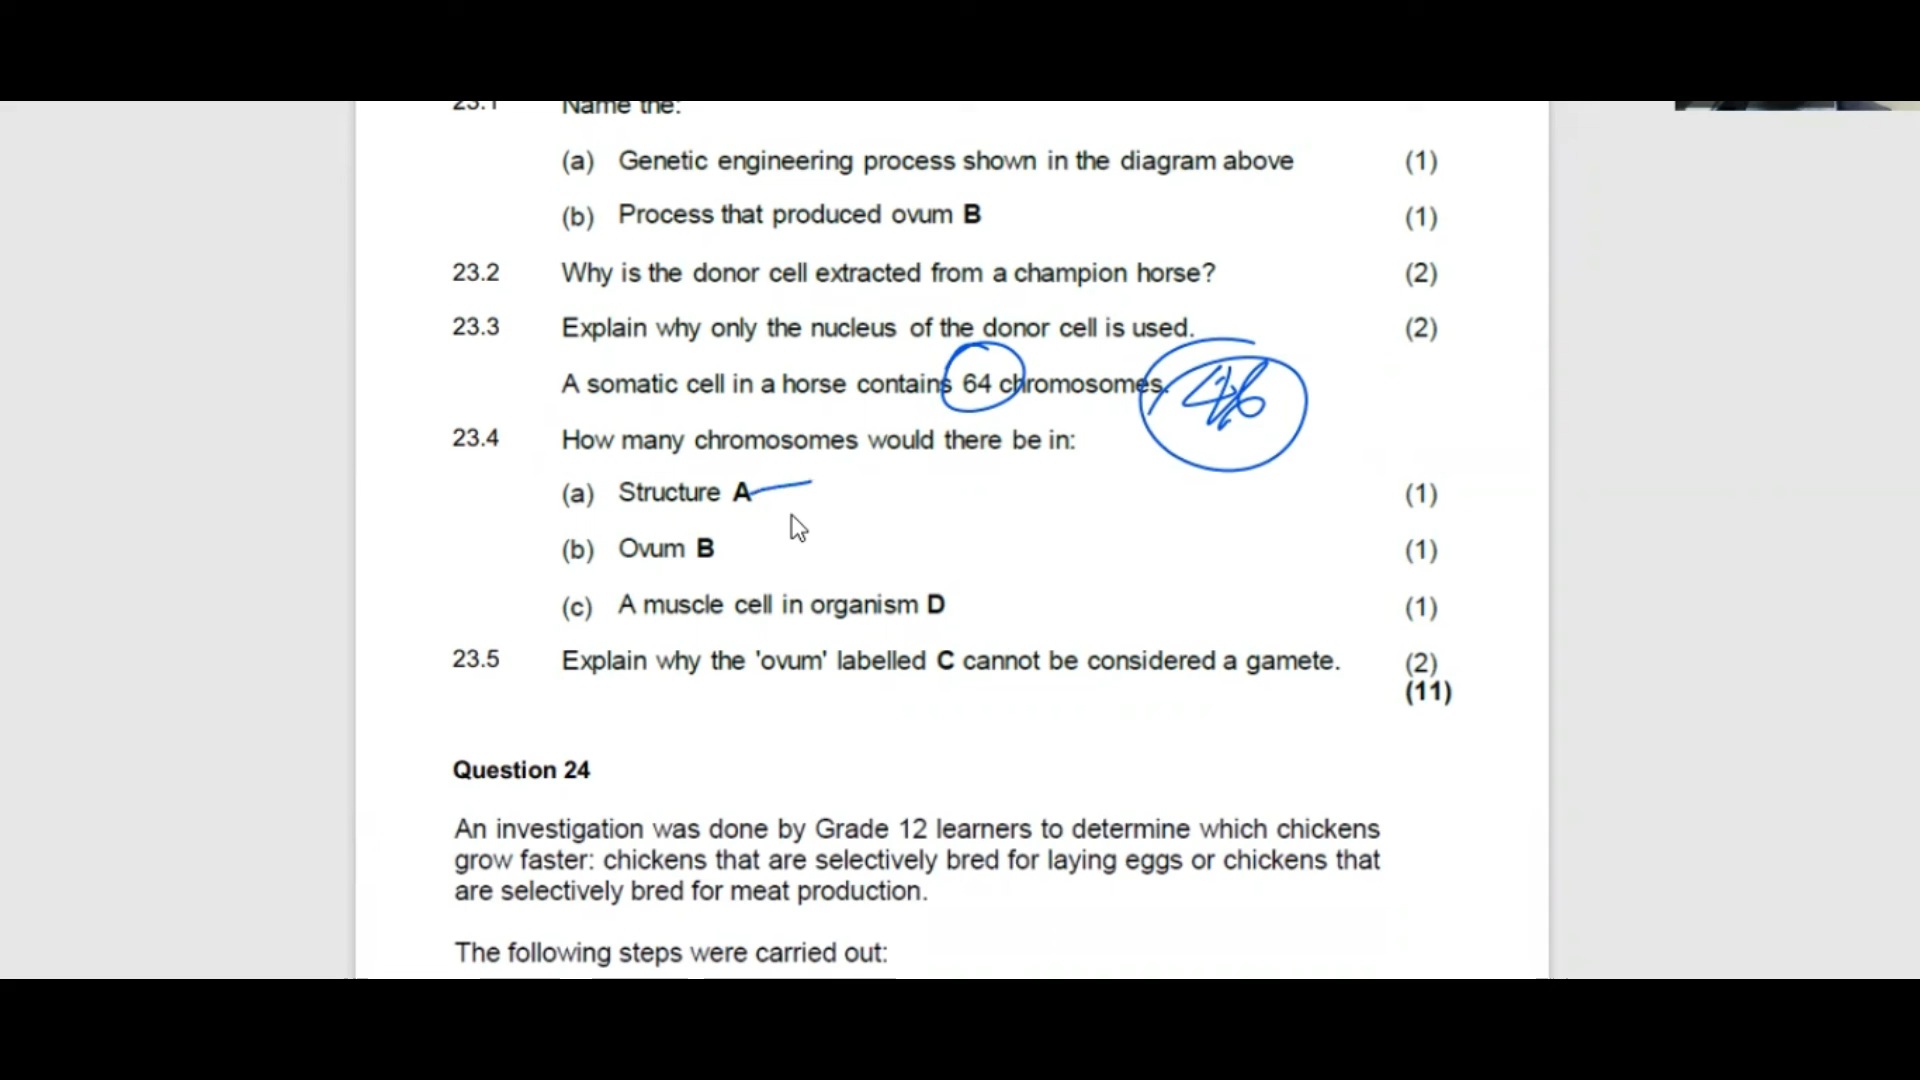 23.1 Name the:
(a) Genetic engineering process shown in the diagram above (1)
(b) Process that produced ovum B (1)
23.2 Why is the donor cell extracted from a champion horse? (2)
23.3 Explain why only the nucleus of the donor cell is used. (2)
A somatic cell in a horse contains 64 chromosomes.
23.4 How many chromosomes would there be in:
(a) Structure A (1)
(b) Ovum B (1)
(c) A muscle cell in organism D (1)
23.5 Explain why the 'ovum' labelled C cannot be considered a gamete. (2)
(11)
Question 24
An investigation was done by Grade 12 learners to determine which chickens
grow faster: chickens that are selectively bred for laying eggs or chickens that
are selectively bred for meat production.
The following steps were carried out: